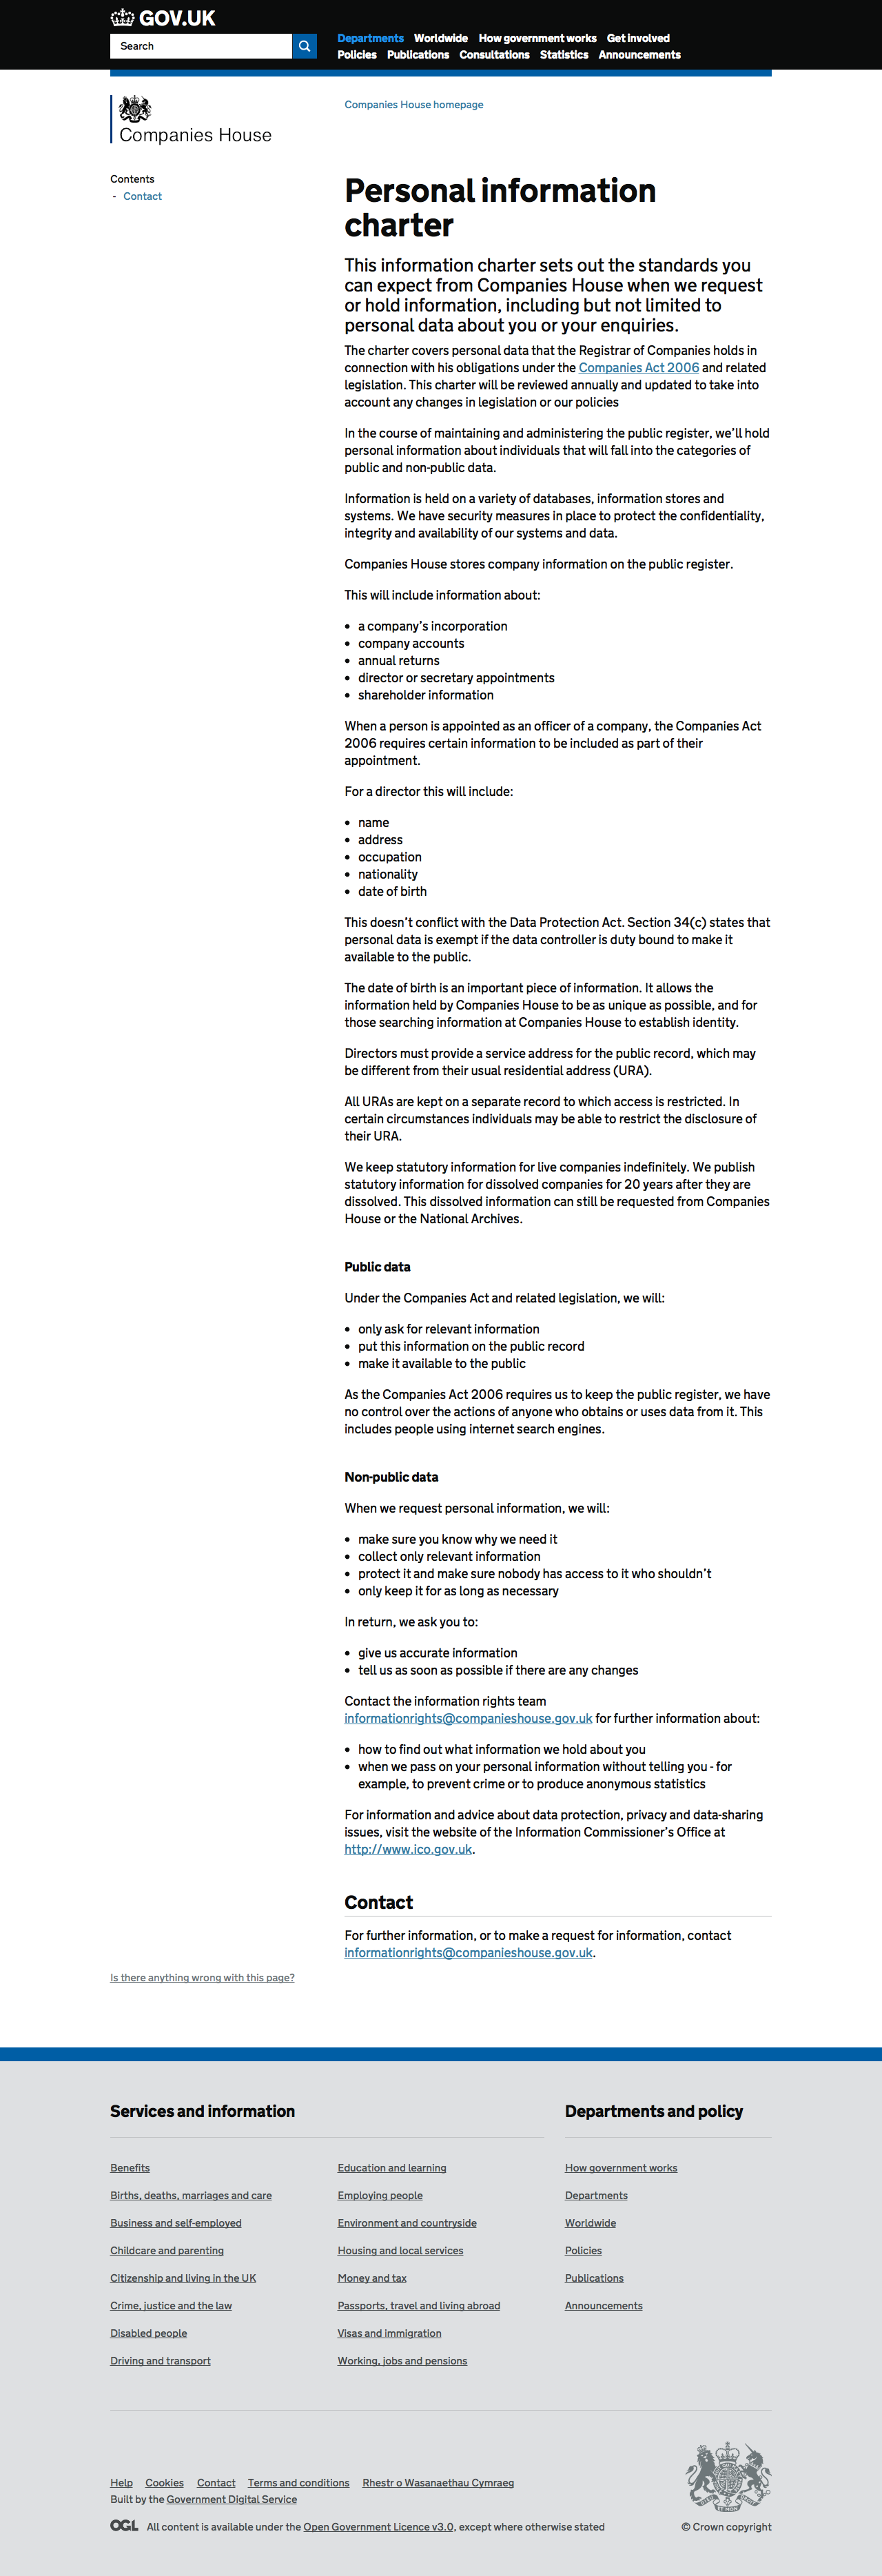 GOV.UK
Search
Departments Worldwide How government works Get involved
Policies Publications Consultations Statistics Announcements
Companies House
Companies House homepage
Contents
- Contact
Personal information
charter
This information charter sets out the standards you
can expect from Companies House when we request
or hold information, including but not limited to
personal data about you or your enquiries.
The charter covers personal data that the Registrar of Companies holds in
connection with his obligations under the Companies Act 2006 and related
legislation. This charter will be reviewed annually and updated to take into
account any changes in legislation or our policies
In the course of maintaining and administering the public register, we’ll hold
personal information about individuals that will fall into the categories of
public and non-public data.
Information is held on a variety of databases, information stores and
systems. We have security measures in place to protect the confidentiality,
integrity and availability of our systems and data.
Companies House stores company information on the public register.
This will include information about:
• a company’s incorporation
• company accounts
• annual returns
• director or secretary appointments
• shareholder information
When a person is appointed as an officer of a company, the Companies Act
2006 requires certain information to be included as part of their
appointment.
For a director this will include:
• name
• address
• occupation
• nationality
• date of birth
This doesn’t conflict with the Data Protection Act. Section 34(c) states that
personal data is exempt if the data controller is duty bound to make it
available to the public.
The date of birth is an important piece of information. It allows the
information held by Companies House to be as unique as possible, and for
those searching information at Companies House to establish identity.
Directors must provide a service address for the public record, which may
be different from their usual residential address (URA).
All URAs are kept on a separate record to which access is restricted. In
certain circumstances individuals may be able to restrict the disclosure of
their URA.
We keep statutory information for live companies indefinitely. We publish
statutory information for dissolved companies for 20 years after they are
dissolved. This dissolved information can still be requested from Companies
House or the National Archives.
Public data
Under the Companies Act and related legislation, we will:
• only ask for relevant information
• put this information on the public record
• make it available to the public
As the Companies Act 2006 requires us to keep the public register, we have
no control over the actions of anyone who obtains or uses data from it. This
includes people using internet search engines.
Non-public data
When we request personal information, we will:
• make sure you know why we need it
• collect only relevant information
• protect it and make sure nobody has access to it who shouldn’t
• only keep it for as long as necessary
In return, we ask you to:
• give us accurate information
• tell us as soon as possible if there are any changes
Contact the information rights team
informationrights@companieshouse.gov.uk for further information about:
• how to find out what information we hold about you
• when we pass on your personal information without telling you - for
example, to prevent crime or to produce anonymous statistics
For information and advice about data protection, privacy and data-sharing
issues, visit the website of the Information Commissioner’s Office at
http://www.ico.gov.uk.
Contact
For further information, or to make a request for information, contact
informationrights@companieshouse.gov.uk.
Is there anything wrong with this page?
Services and information
Benefits
Births, deaths, marriages and care
Business and self-employed
Childcare and parenting
Citizenship and living in the UK
Crime, justice and the law
Disabled people
Driving and transport
Education and learning
Employing people
Environment and countryside
Housing and local services
Money and tax
Passports, travel and living abroad
Visas and immigration
Working, jobs and pensions
Departments and policy
How government works
Departments
Worldwide
Policies
Publications
Announcements
Help Cookies Contact Terms and conditions Rhestr o Wasanaethau Cymraeg
Built by the Government Digital Service
OGL All content is available under the Open Government Licence v3.0, except where otherwise stated
© Crown copyright